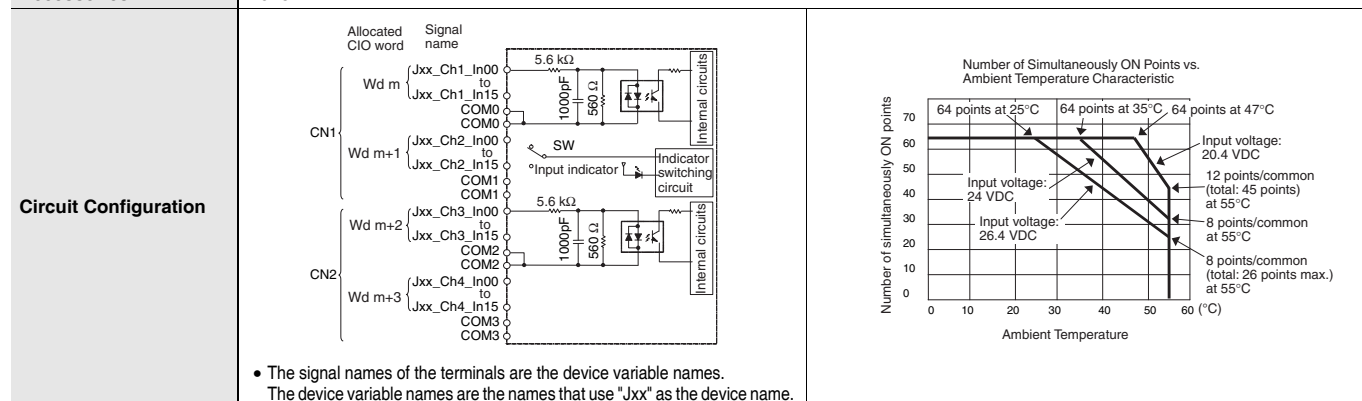 Circuit Configuration
Allocated
CIO word
Signal
name
CN1
Wd m
Jxx_Ch1_In00
to
Jxx_Ch1_In15
COM0
COM0
Wd m+1
Jxx_Ch2_In00
to
Jxx_Ch2_In15
COM1
COM1
CN2
Wd m+2
Jxx_Ch3_In00
to
Jxx_Ch3_In15
COM2
COM2
Wd m+3
Jxx_Ch4_In00
to
Jxx_Ch4_In15
COM3
COM3
5.6 kΩ
1000pF
560 Ω
Internal circuits
SW
Input indicator
Indicator
switching
circuit
5.6 kΩ
1000pF
560 Ω
Internal circuits
• The signal names of the terminals are the device variable names.
The device variable names are the names that use "Jxx" as the device name.
Number of Simultaneously ON Points vs.
Ambient Temperature Characteristic
Number of simultaneously ON points
70
60
50
40
30
20
10
0
64 points at 25°C
64 points at 35°C
64 points at 47°C
Input voltage:
20.4 VDC
Input voltage:
24 VDC
Input voltage:
26.4 VDC
12 points/common
(total: 45 points)
at 55°C
8 points/common
at 55°C
8 points/common
(total: 26 points max.)
at 55°C
0 10 20 30 40 50 60 (°C)
Ambient Temperature